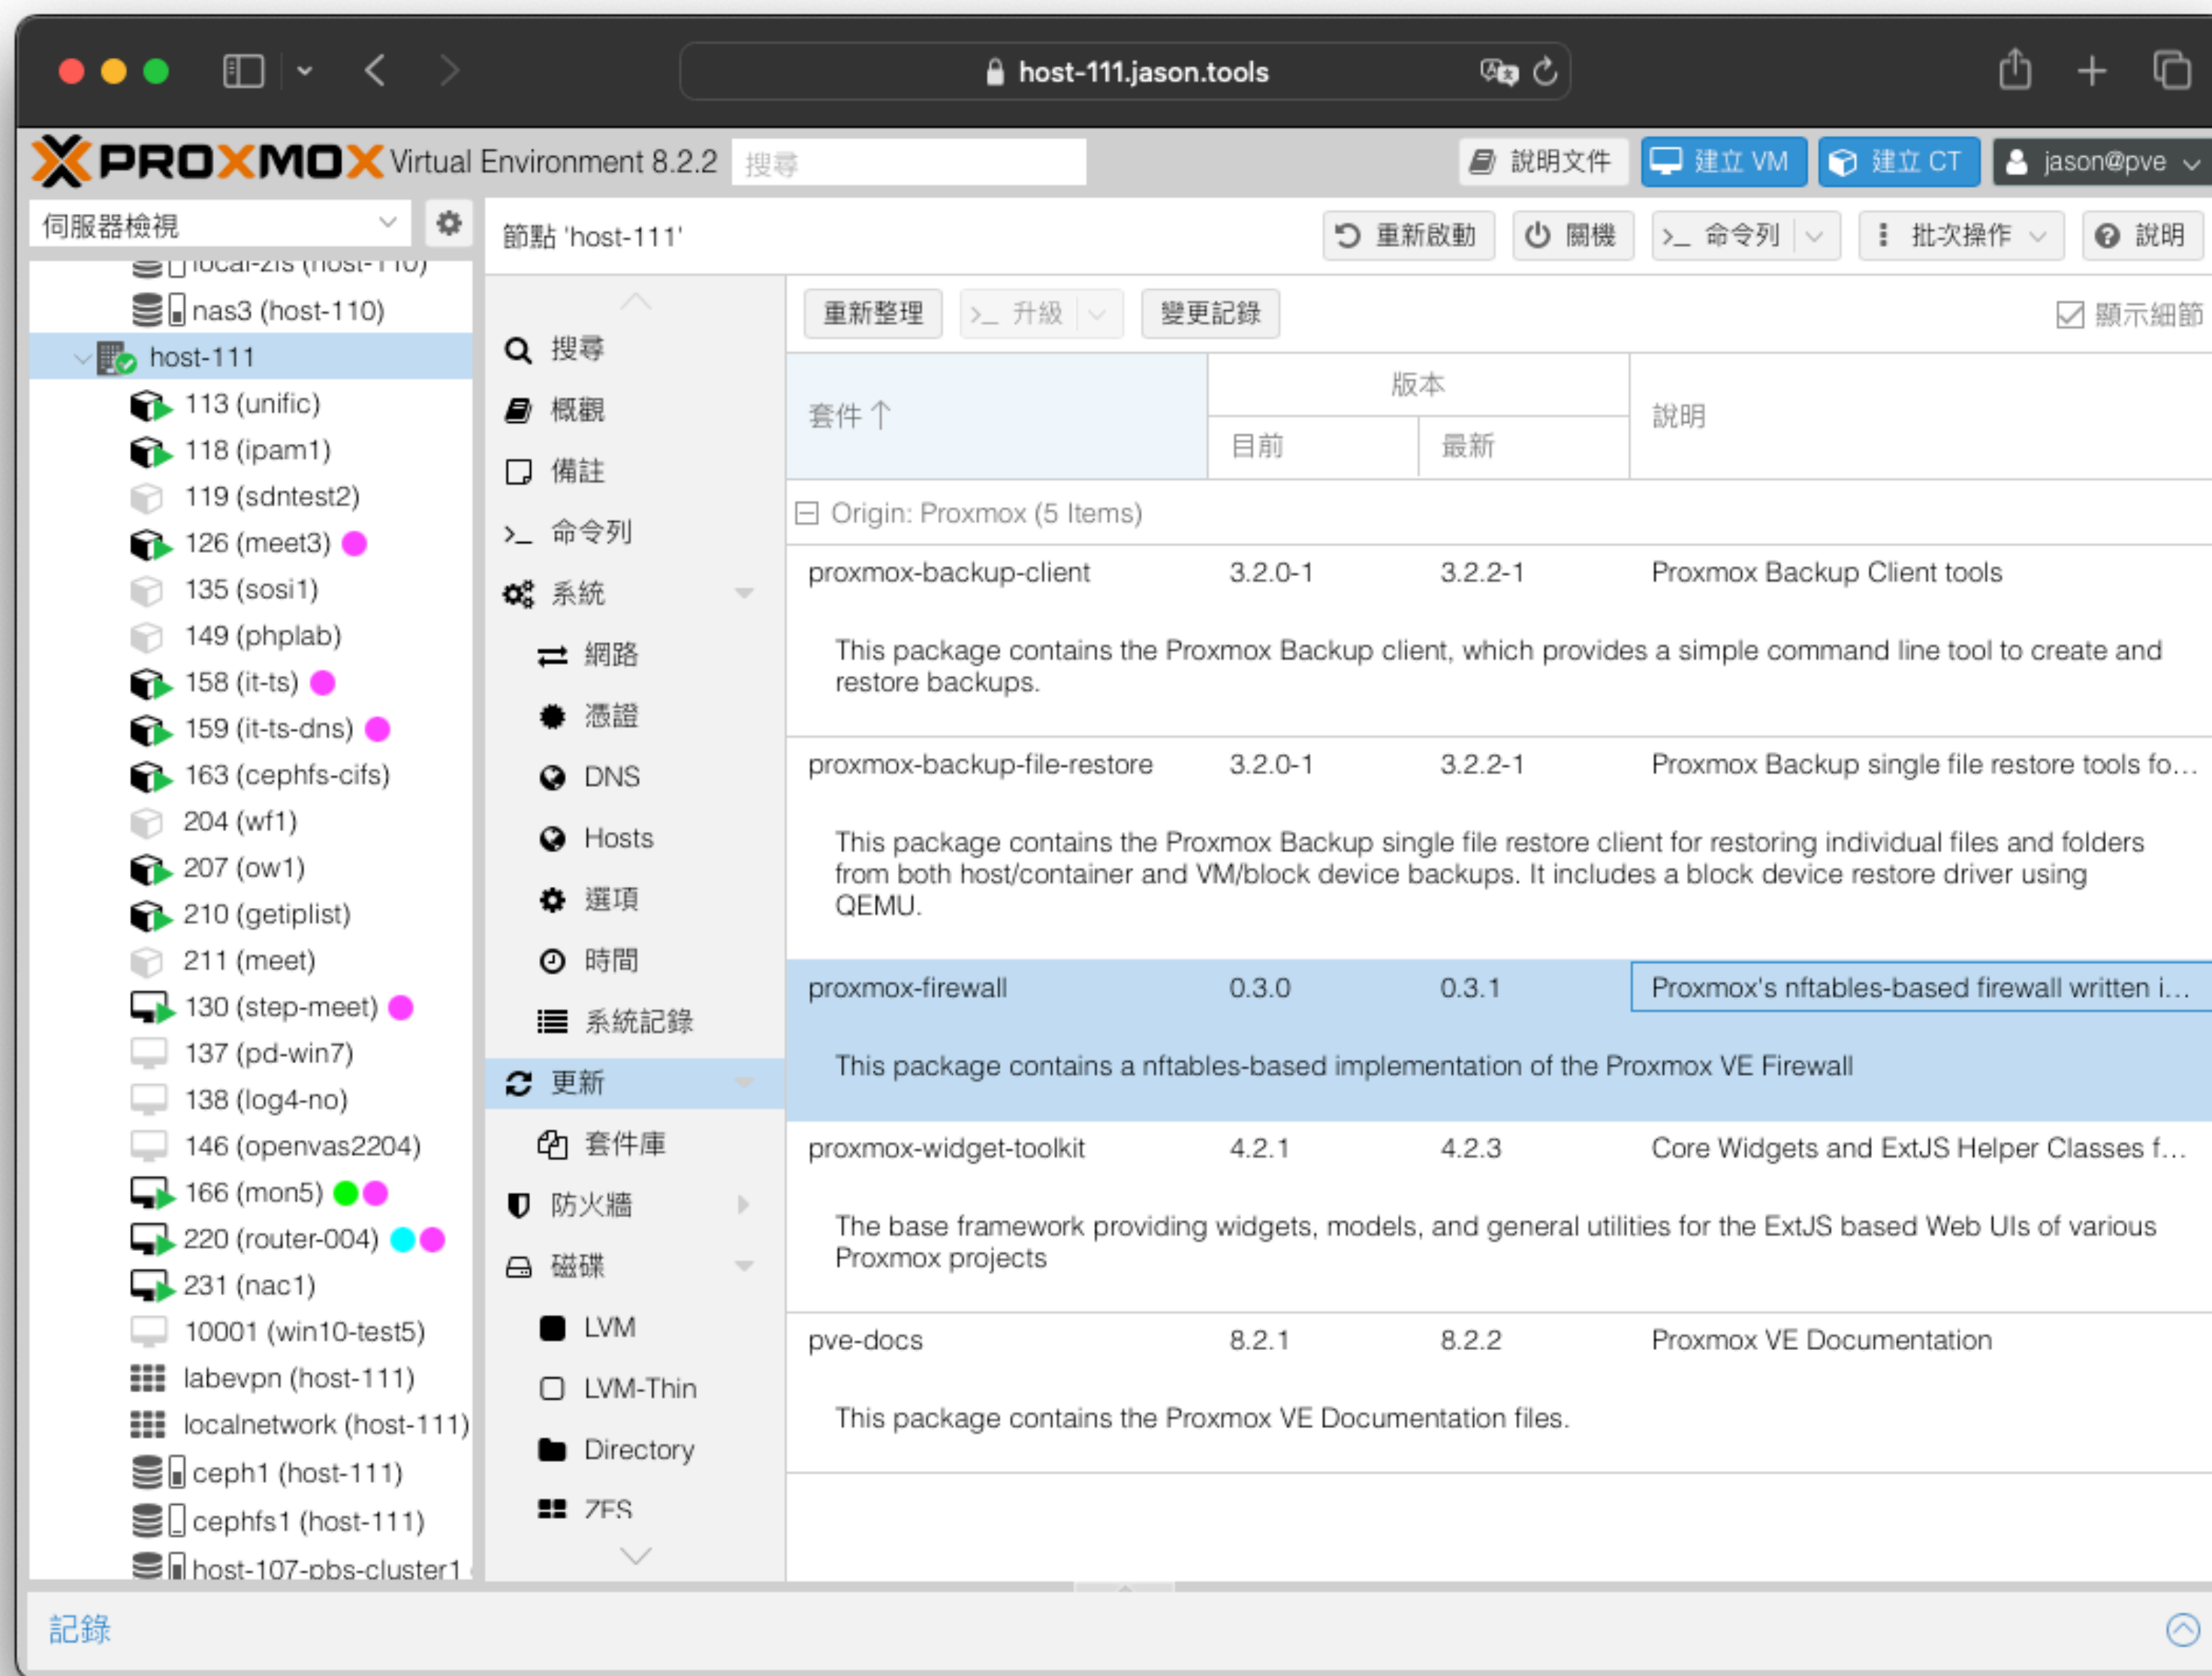 host-111.jason.tools
PROXMOX Virtual Environment 8.2.2
搜尋
說明文件
建立 VM
建立 CT
jason@pve
伺服器檢視
節點 'host-111'
重新啟動
關機
命令列
批次操作
說明
local-zfs (host-110)
nas3 (host-110)
host-111
113 (unific)
118 (ipam1)
119 (sdntest2)
126 (meet3)
135 (sosi1)
149 (phplab)
158 (it-ts)
159 (it-ts-dns)
163 (cephfs-cifs)
204 (wf1)
207 (ow1)
210 (getiplist)
211 (meet)
130 (step-meet)
137 (pd-win7)
138 (log4-no)
146 (openvas2204)
166 (mon5)
220 (router-004)
231 (nac1)
10001 (win10-test5)
labevpn (host-111)
localnetwork (host-111)
ceph1 (host-111)
cephfs1 (host-111)
host-107-pbs-cluster1
搜尋
概觀
備註
命令列
系統
網路
憑證
DNS
Hosts
選項
時間
系統記錄
更新
套件庫
防火牆
磁碟
LVM
LVM-Thin
Directory
ZFS
重新整理
升級
變更記錄
顯示細節
套件
版本
目前
最新
說明
Origin: Proxmox (5 Items)
proxmox-backup-client 3.2.0-1 3.2.2-1 Proxmox Backup Client tools
This package contains the Proxmox Backup client, which provides a simple command line tool to create and
restore backups.
proxmox-backup-file-restore 3.2.0-1 3.2.2-1 Proxmox Backup single file restore tools fo...
This package contains the Proxmox Backup single file restore client for restoring individual files and folders
from both host/container and VM/block device backups. It includes a block device restore driver using
QEMU.
proxmox-firewall 0.3.0 0.3.1 Proxmox's nftables-based firewall written i...
This package contains a nftables-based implementation of the Proxmox VE Firewall
proxmox-widget-toolkit 4.2.1 4.2.3 Core Widgets and ExtJS Helper Classes f...
The base framework providing widgets, models, and general utilities for the ExtJS based Web UIs of various
Proxmox projects
pve-docs 8.2.1 8.2.2 Proxmox VE Documentation
This package contains the Proxmox VE Documentation files.
記錄